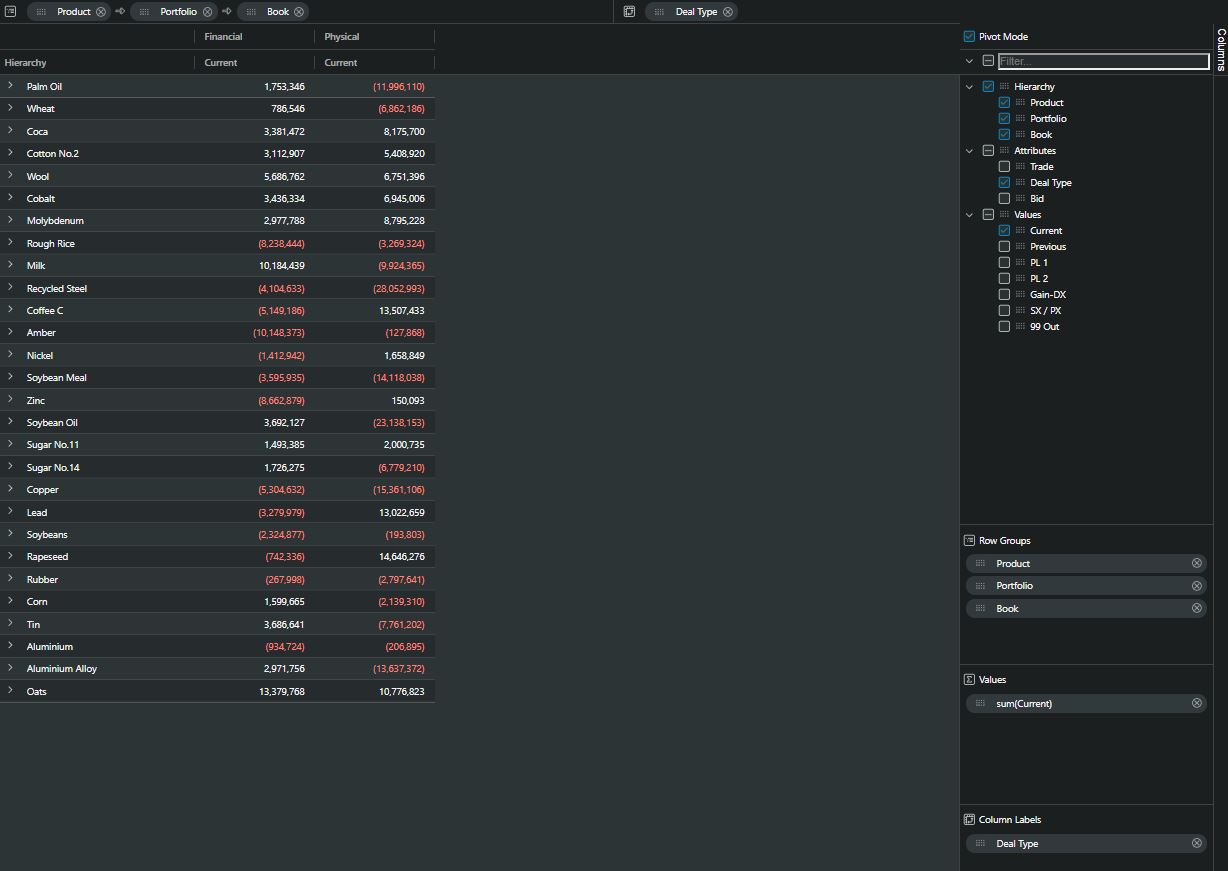 Product Portfolio Book Deal Type
Financial Physical
Hierarchy Current Current
Palm Oil 1,753,346 (11,996,110)
Wheat 786,546 (6,862,186)
Coca 3,381,472 8,175,700
Cotton No.2 3,112,907 5,408,920
Wool 5,686,762 6,751,396
Cobalt 3,436,334 6,945,006
Molybdenum 2,977,788 8,795,228
Rough Rice (8,238,444) (3,269,324)
Milk 10,184,439 (9,924,365)
Recycled Steel (4,104,633) (28,052,993)
Coffee C (5,149,186) 13,507,433
Amber (10,148,373) (127,868)
Nickel (1,412,942) 1,658,849
Soybean Meal (3,595,935) (14,118,038)
Zinc (8,662,879) 150,093
Soybean Oil 3,692,127 (23,138,153)
Sugar No.11 1,493,385 2,000,735
Sugar No.14 1,726,275 (6,779,210)
Copper (5,304,632) (15,361,106)
Lead (3,279,979) 13,022,659
Soybeans (2,324,877) (193,803)
Rapeseed (742,336) 14,646,276
Rubber (267,998) (2,797,641)
Corn 1,599,665 (2,139,310)
Tin 3,686,641 (7,761,202)
Aluminium (934,724) (206,895)
Aluminium Alloy 2,971,756 (13,637,372)
Oats 13,379,768 10,776,823
Pivot Mode
Filter...
Hierarchy
Product
Portfolio
Book
Attributes
Trade
Deal Type
Bid
Values
Current
Previous
PL 1
PL 2
Gain-DX
SX / PX
99 Out
Row Groups
Product
Portfolio
Book
Values
sum(Current)
Column Labels
Deal Type
Columns